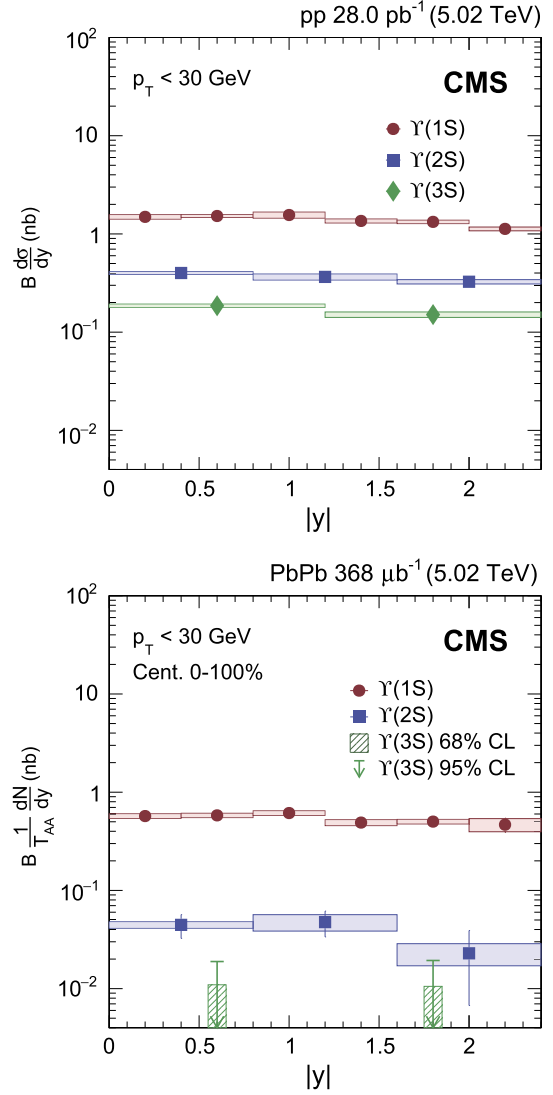 pp 28.0 pb⁻¹ (5.02 TeV)
p_T < 30 GeV
CMS
ϒ(1S)
ϒ(2S)
ϒ(3S)
B dσ/dy (nb)
10²
10
1
10⁻¹
10⁻²
0 0.5 1 1.5 2
|y|
PbPb 368 μb⁻¹ (5.02 TeV)
p_T < 30 GeV
CMS
Cent. 0-100%
ϒ(1S)
ϒ(2S)
ϒ(3S) 68% CL
ϒ(3S) 95% CL
B 1/T_AA dN/dy (nb)
10²
10
1
10⁻¹
10⁻²
0 0.5 1 1.5 2
|y|